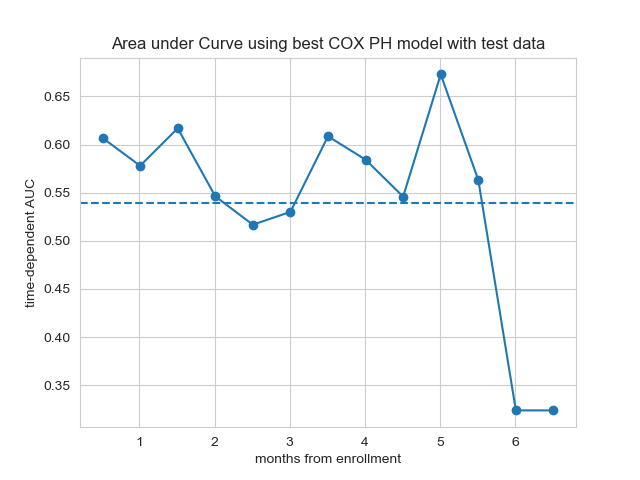 Area under Curve using best COX PH model with test data
time-dependent AUC
0.65
0.60
0.55
0.50
0.45
0.40
0.35
1 2 3 4 5 6
months from enrollment